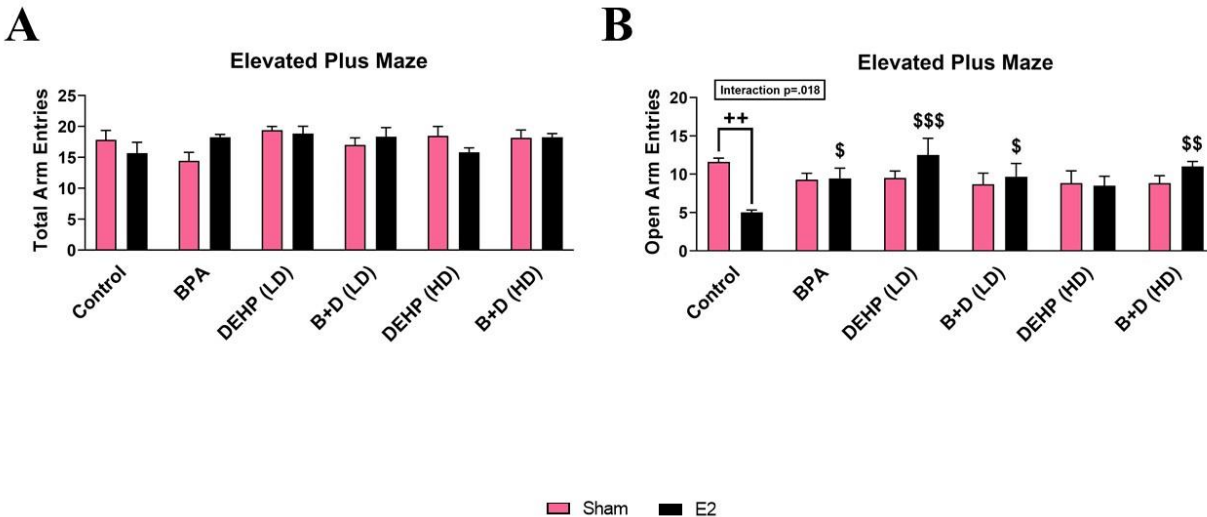 A
Elevated Plus Maze
Total Arm Entries
25
20
15
10
5
0
Control
BPA
DEHP (LD)
B+D (LD)
DEHP (HD)
B+D (HD)
B
Elevated Plus Maze
Interaction p=.018
Open Arm Entries
20
15
10
5
0
++
$
$$$
$
$$
Control
BPA
DEHP (LD)
B+D (LD)
DEHP (HD)
B+D (HD)
Sham E2